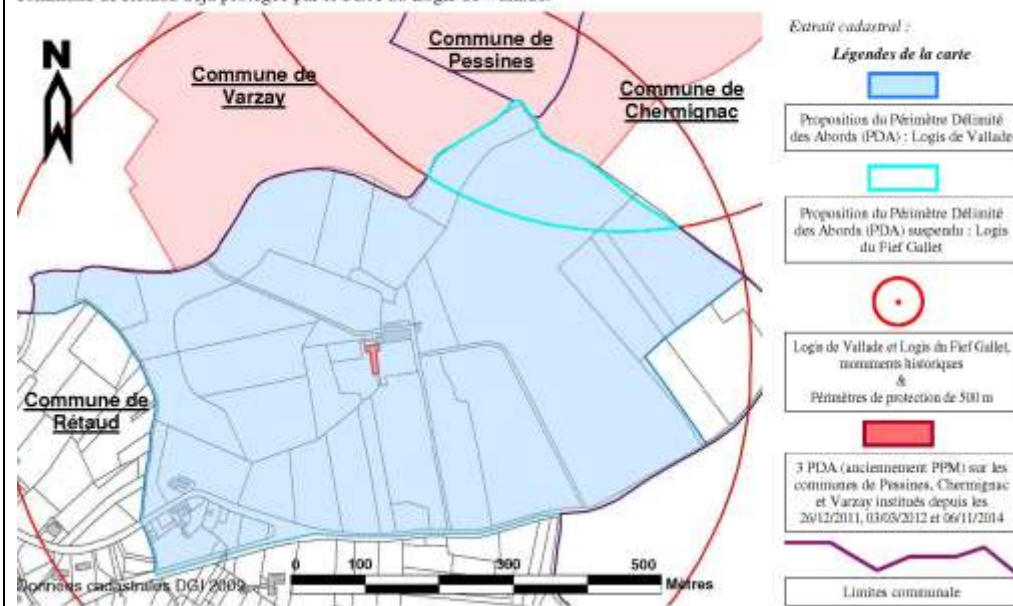 N
Commune de
Varzay
Commune de
Pessines
Commune de
Chermignac
Commune de
Rétaud
0 100 300 500
Mètres
Données cadastrales DGI 2009
Extrait cadastral :
Légendes de la carte
Proposition du Périmètre Délimité
des Abords (PDA) : Logis de Vallade
Proposition du Périmètre Délimité
des Abords (PDA) suspendu : Logis
du Fief Gallet
Logis de Vallade et Logis du Fief Gallet,
monuments historiques
&
Périmètres de protection de 500 m
3 PDA (anciennement PPM) sur les
communes de Pessines, Chermignac
et Varzay institués depuis les
26/12/2011, 03/03/2012 et 06/11/2014
Limites communale